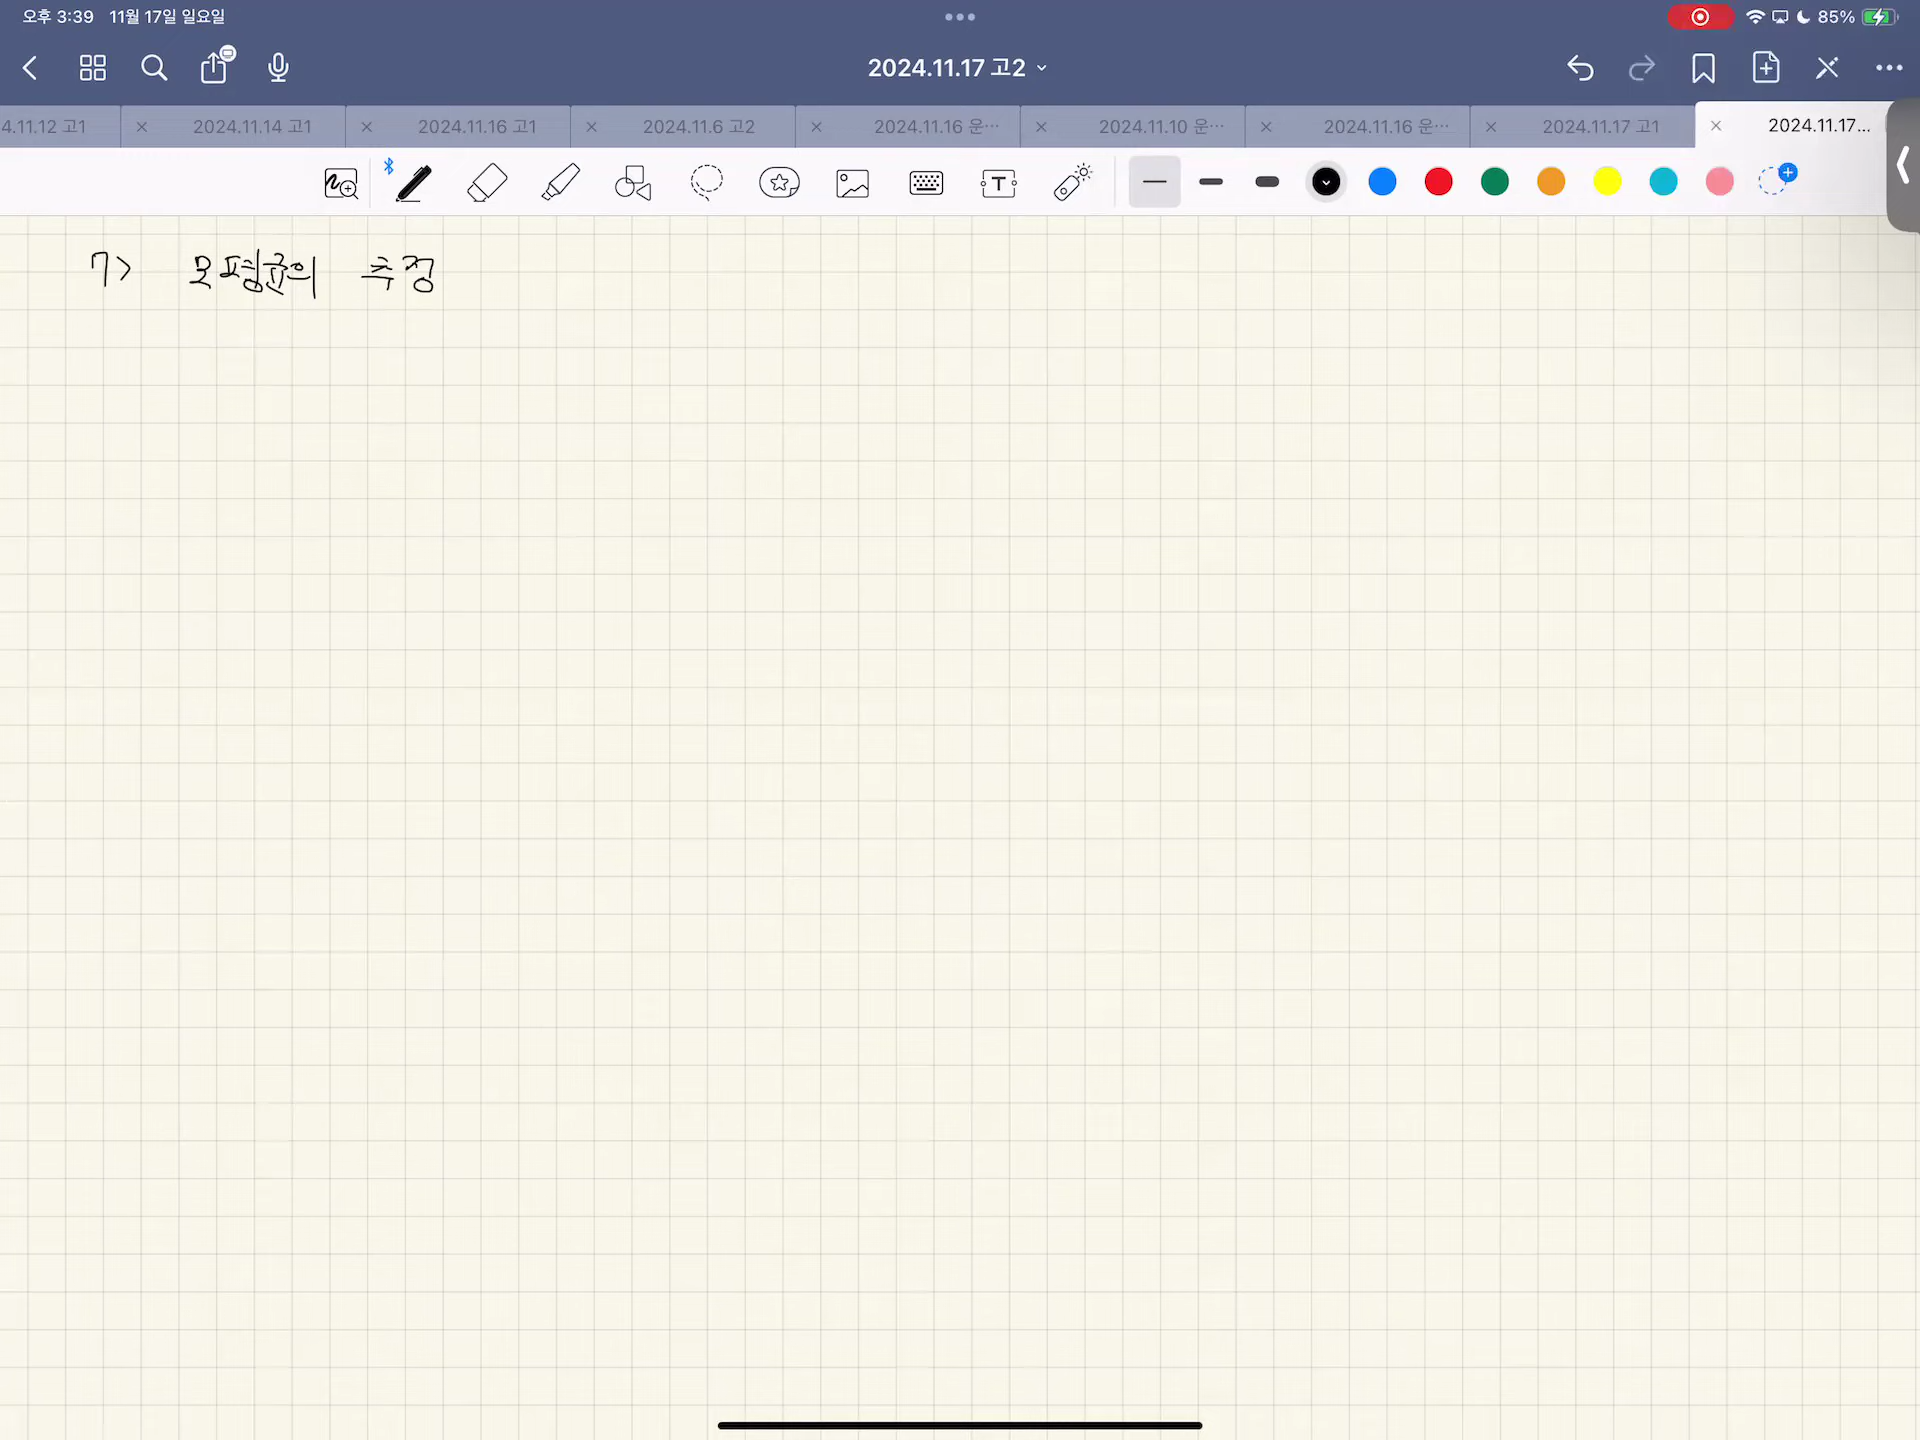 오후 3:39 11월 17일 일요일
85%
2024.11.17 고2
4.11.12 고1
2024.11.14 고1
2024.11.16 고1
2024.11.6 고2
2024.11.16 운…
2024.11.10 운…
2024.11.16 운…
2024.11.17 고1
2024.11.17...
T
7> 모평균의 추정